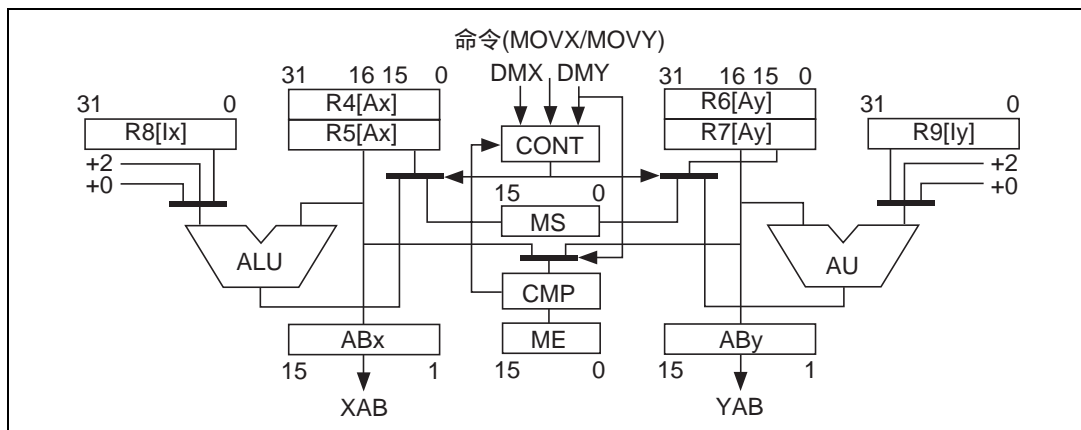 命令(MOVX/MOVY)
DMX DMY
31 16 15 0
R4[Ax]
R5[Ax]
31 16 15 0
R6[Ay]
R7[Ay]
31 0
R8[Ix]
+2
+0
31 0
R9[Iy]
+2
+0
CONT
15 0
MS
ALU
AU
CMP
ME
15 0
ABx
15 1
XAB
ABy
15 1
YAB